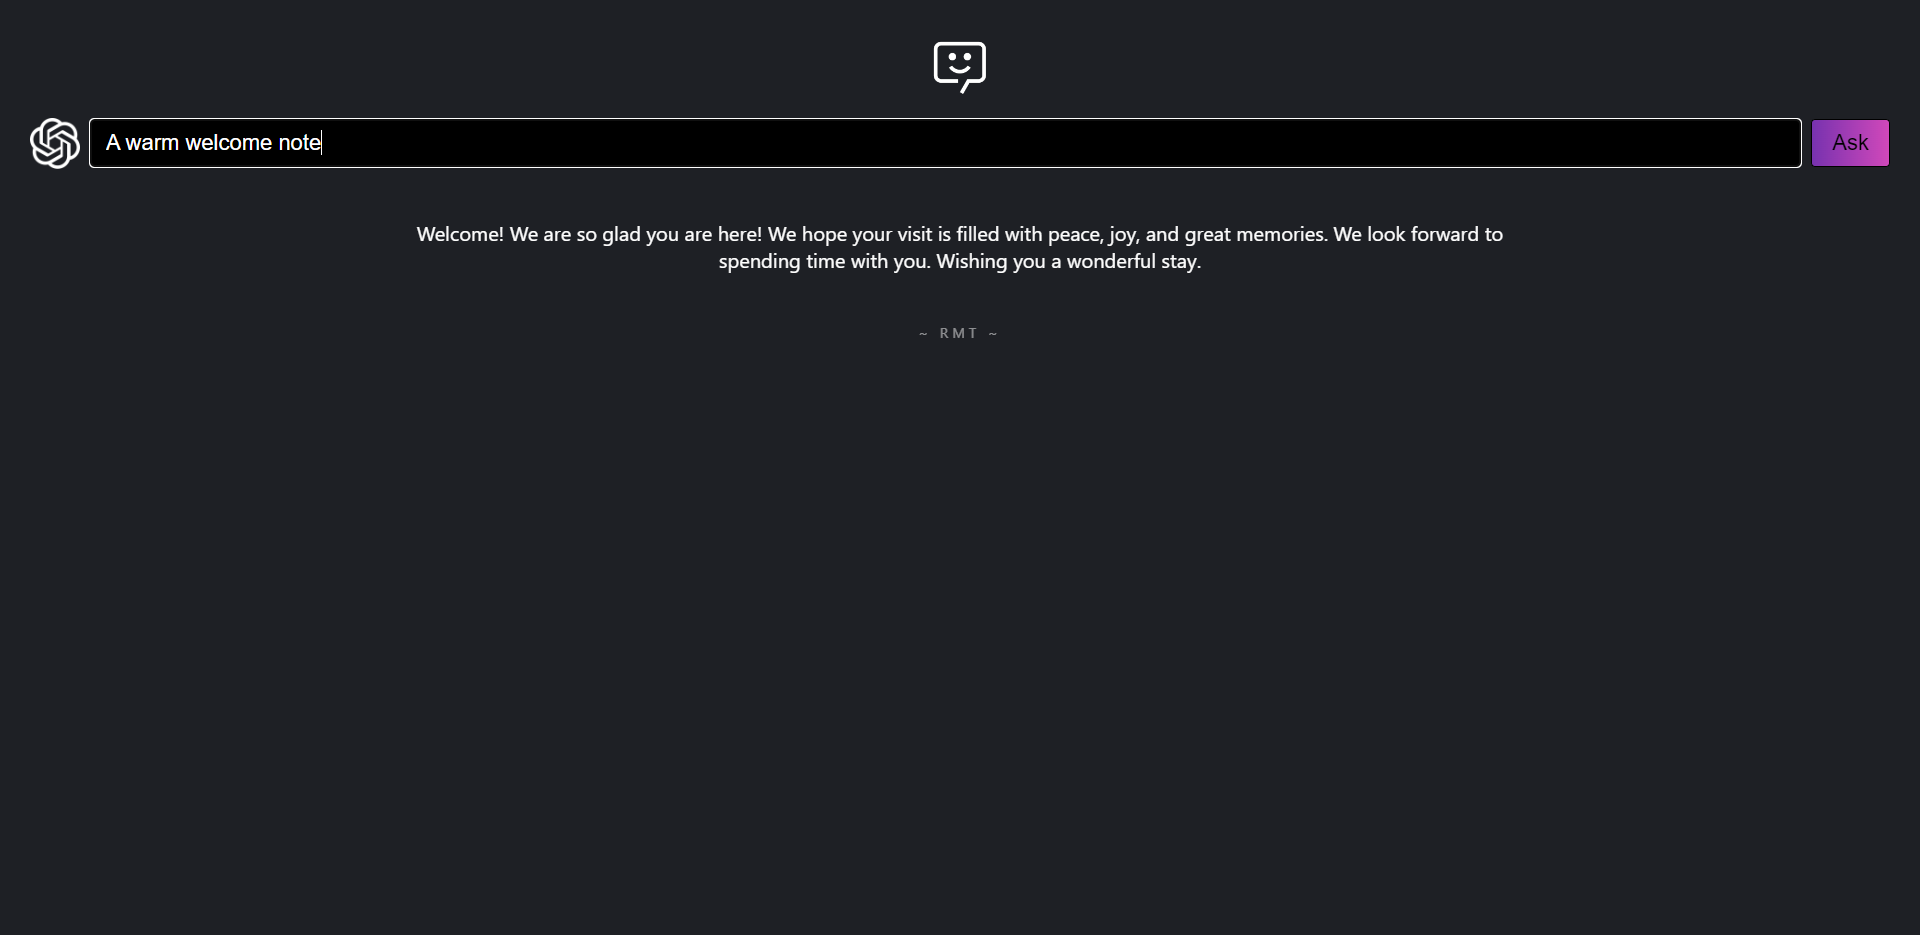 A warm welcome note
Ask
Welcome! We are so glad you are here! We hope your visit is filled with peace, joy, and great memories. We look forward to
spending time with you. Wishing you a wonderful stay.
~ RMT ~